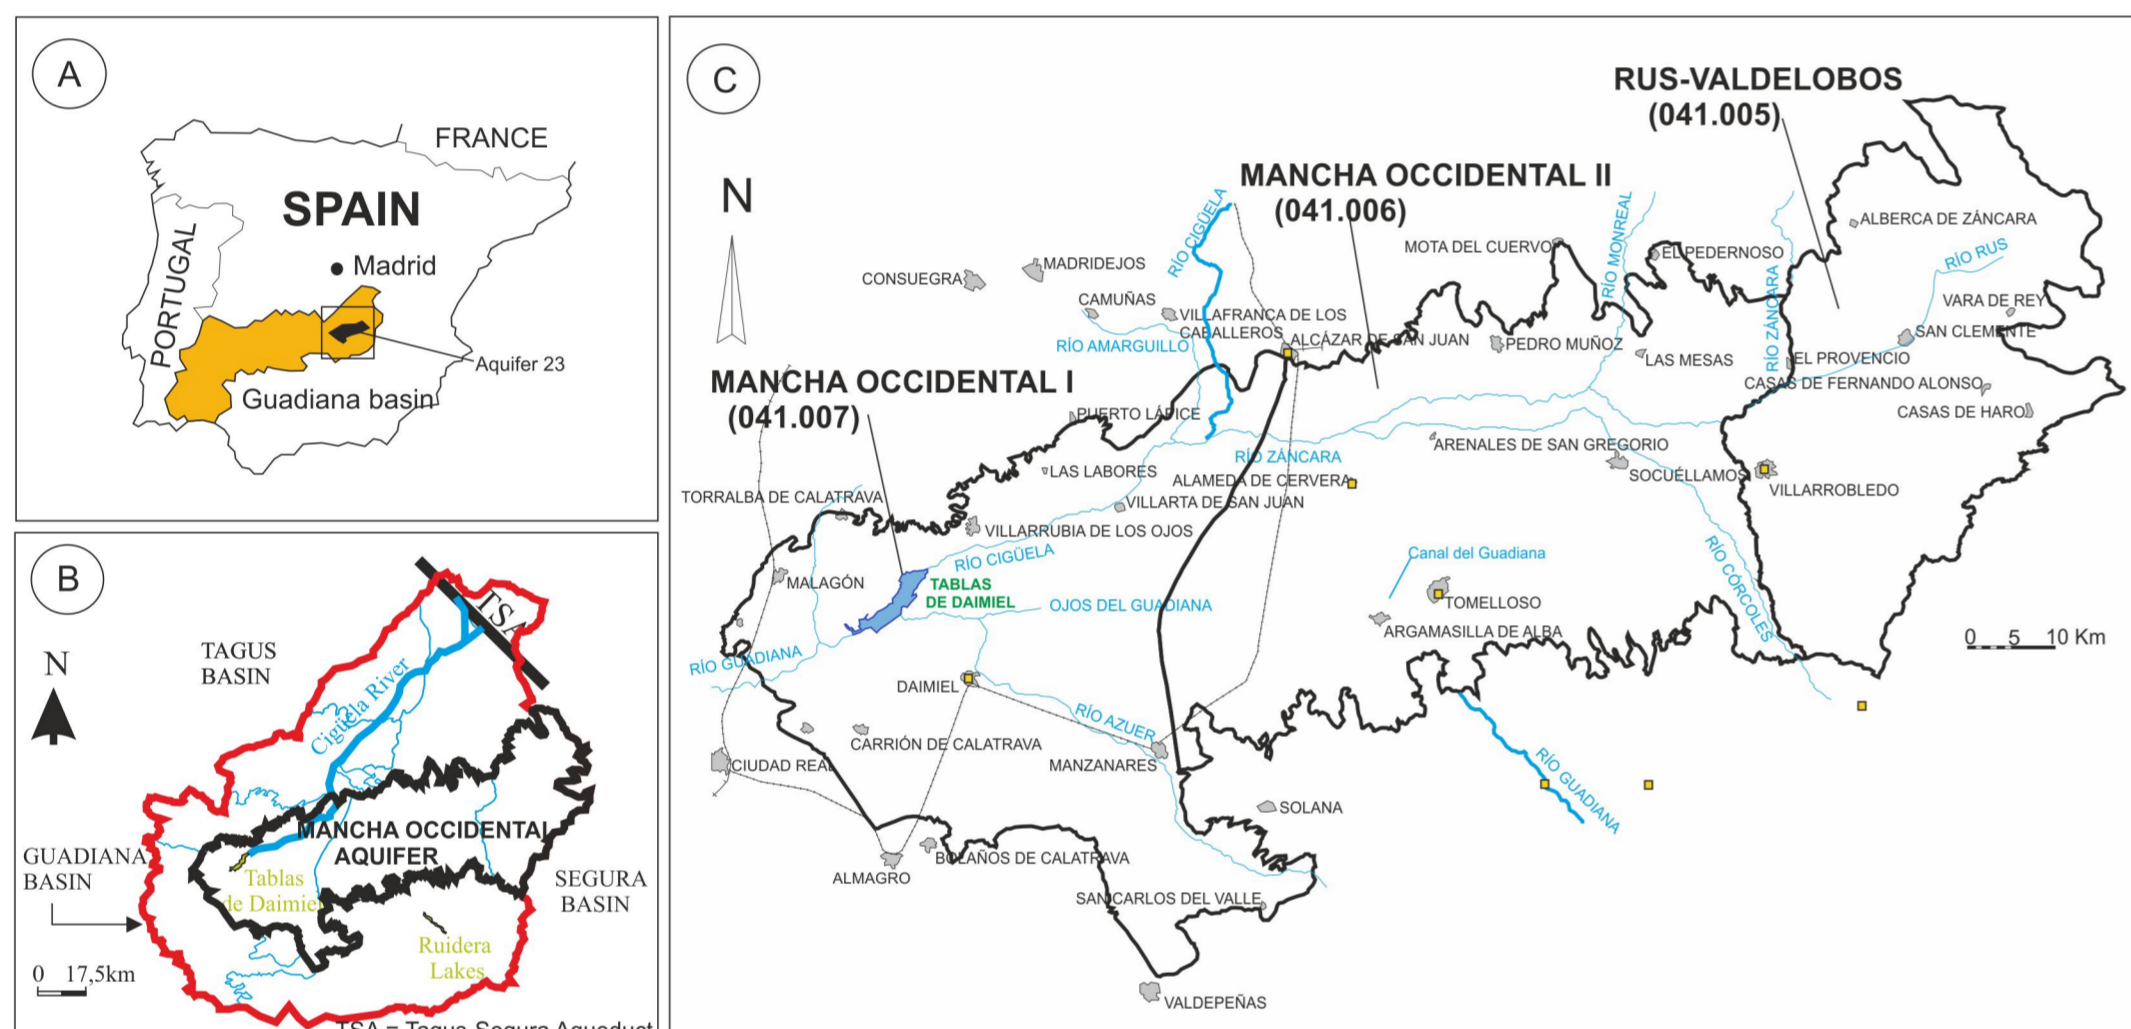 A
FRANCE
SPAIN
PORTUGAL
Madrid
Aquifer 23
Guadiana basin
B
TSA
TAGUS
BASIN
N
Cigüela River
MANCHA OCCIDENTAL
AQUIFER
GUADIANA
BASIN
Tablas
de Daimiel
SEGURA
BASIN
Ruidera
Lakes
0 17,5km
TSA = Tagus-Segura Aqueduct
C
RUS-VALDELOBOS
(041.005)
MANCHA OCCIDENTAL II
(041.006)
N
RÍO CIGÜELA
RÍO MONREAL
ALBERCA DE ZÁNCARA
MOTA DEL CUERVO
EL PEDERNOSO
RÍO RUS
CONSUEGRA
MADRIDEJOS
RÍO ZÁNCARA
CAMUÑAS
VILLAFRANCA DE LOS
CABALLEROS
VARA DE REY
ALCÁZAR DE SAN JUAN
SAN CLEMENTE
RÍO AMARGUILLO
PEDRO MUÑOZ
LAS MESAS
EL PROVENCIO
MANCHA OCCIDENTAL I
(041.007)
CASAS DE FERNANDO ALONSO
PUERTO LÁPICE
CASAS DE HARO
ARENALES DE SAN GREGORIO
RÍO ZÁNCARA
LAS LABORES
ALAMEDA DE CERVERA
SOCUÉLLAMOS
VILLARROBLEDO
TORRALBA DE CALATRAVA
VILLARTA DE SAN JUAN
VILLARRUBIA DE LOS OJOS
RÍO CIGÜELA
Canal del Guadiana
RÍO CÓRCOLES
MALAGÓN
TABLAS
DE DAIMIEL
OJOS DEL GUADIANA
TOMELLOSO
ARGAMASILLA DE ALBA
0 5 10 Km
RÍO GUADIANA
DAIMIEL
RÍO AZUER
CARRIÓN DE CALATRAVA
CIUDAD REAL
MANZANARES
RÍO GUADIANA
SOLANA
BOLAÑOS DE CALATRAVA
ALMAGRO
SAN CARLOS DEL VALLE
VALDEPEÑAS